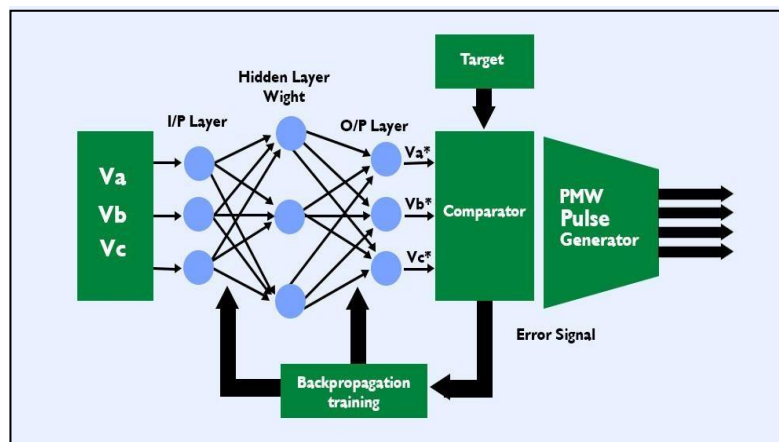 Target
Hidden Layer
Wight
I/P Layer
O/P Layer
Va
Vb
Vc
Va*
Vb*
Vc*
Comparator
PMW
Pulse
Generator
Error Signal
Backpropagation
training